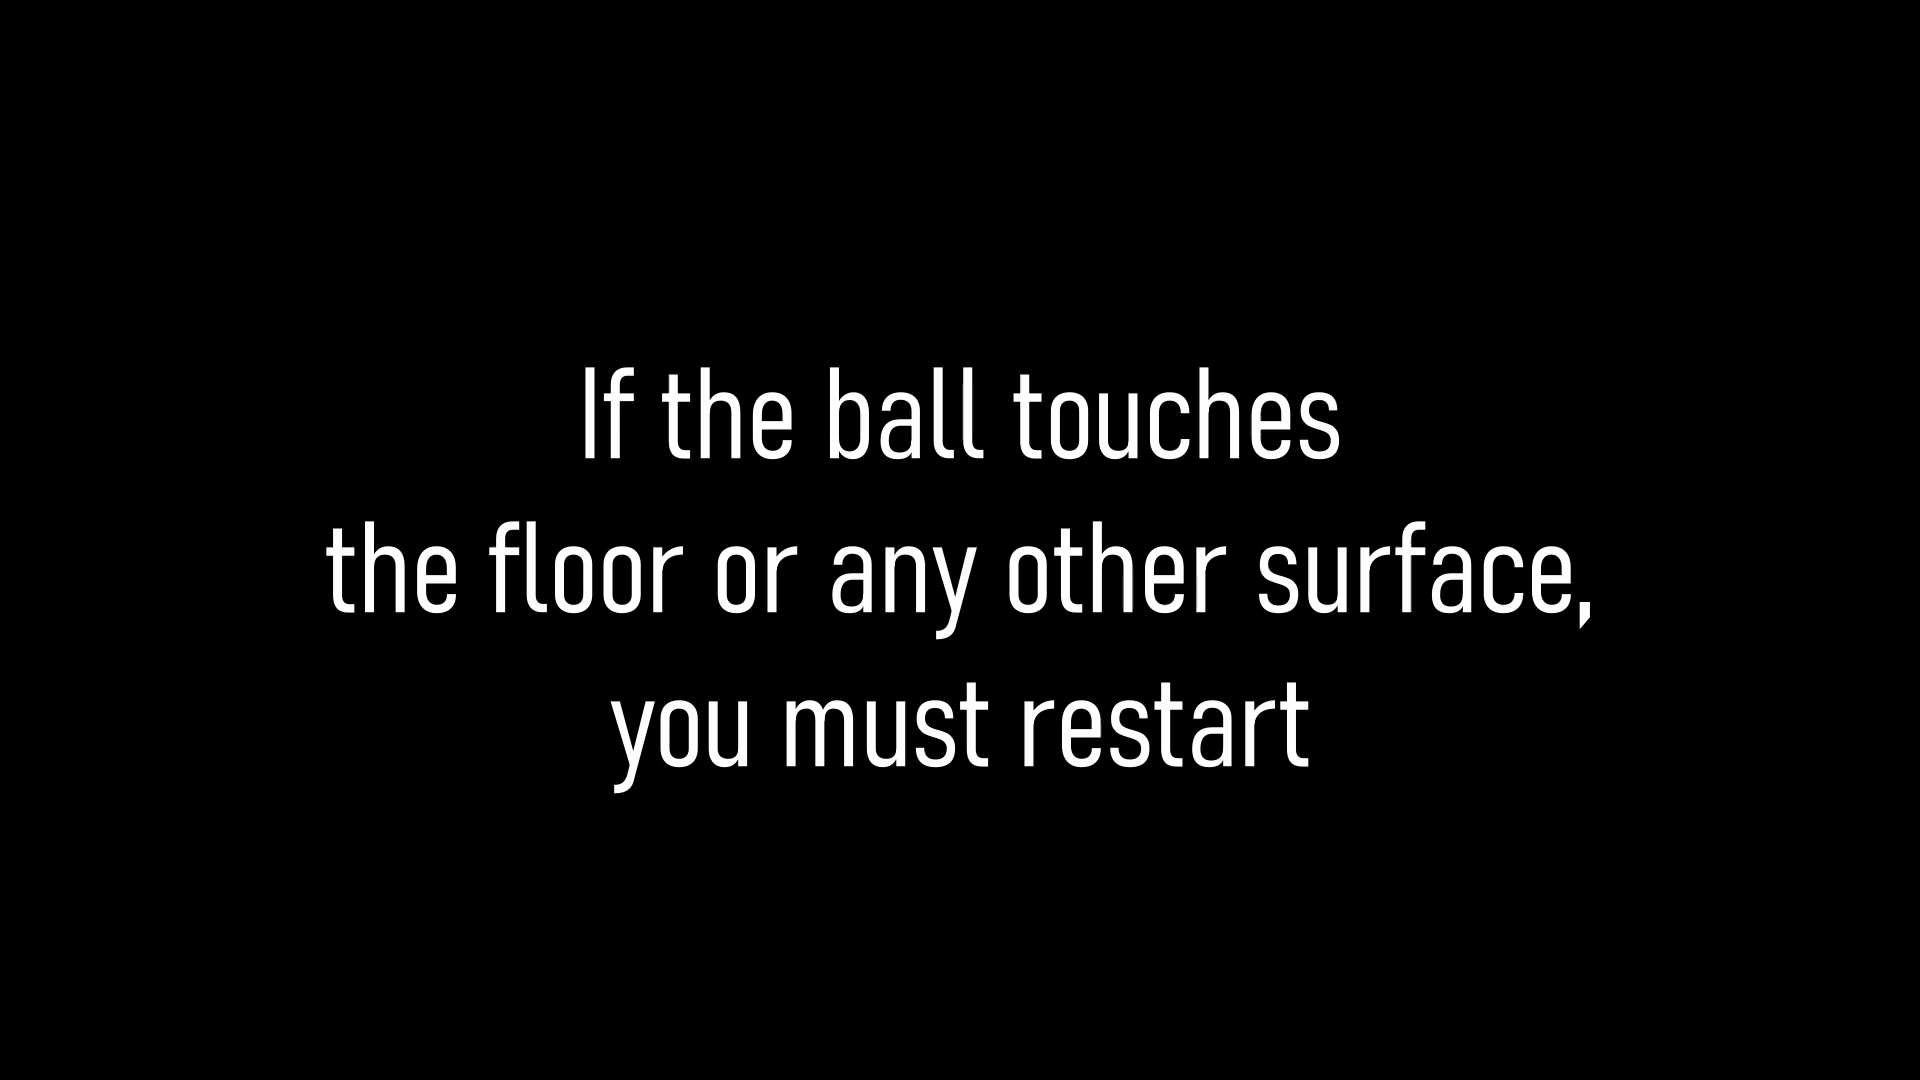 If the ball touches
the floor or any other surface,
you must restart